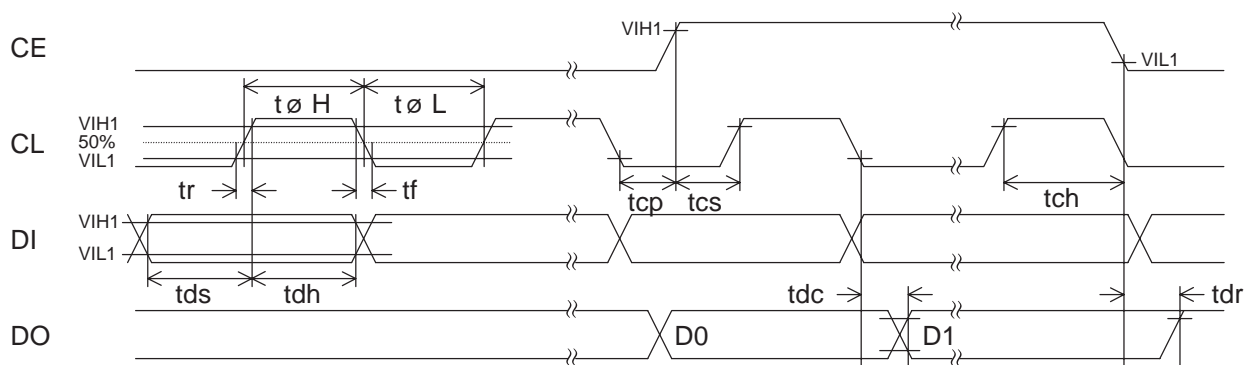 CE
VIH1
VIL1
tø H
tø L
CL
VIH1
50%
VIL1
tr
tf
tcp
tcs
tch
DI
VIH1
VIL1
tds
tdh
tdc
tdr
DO
D0
D1